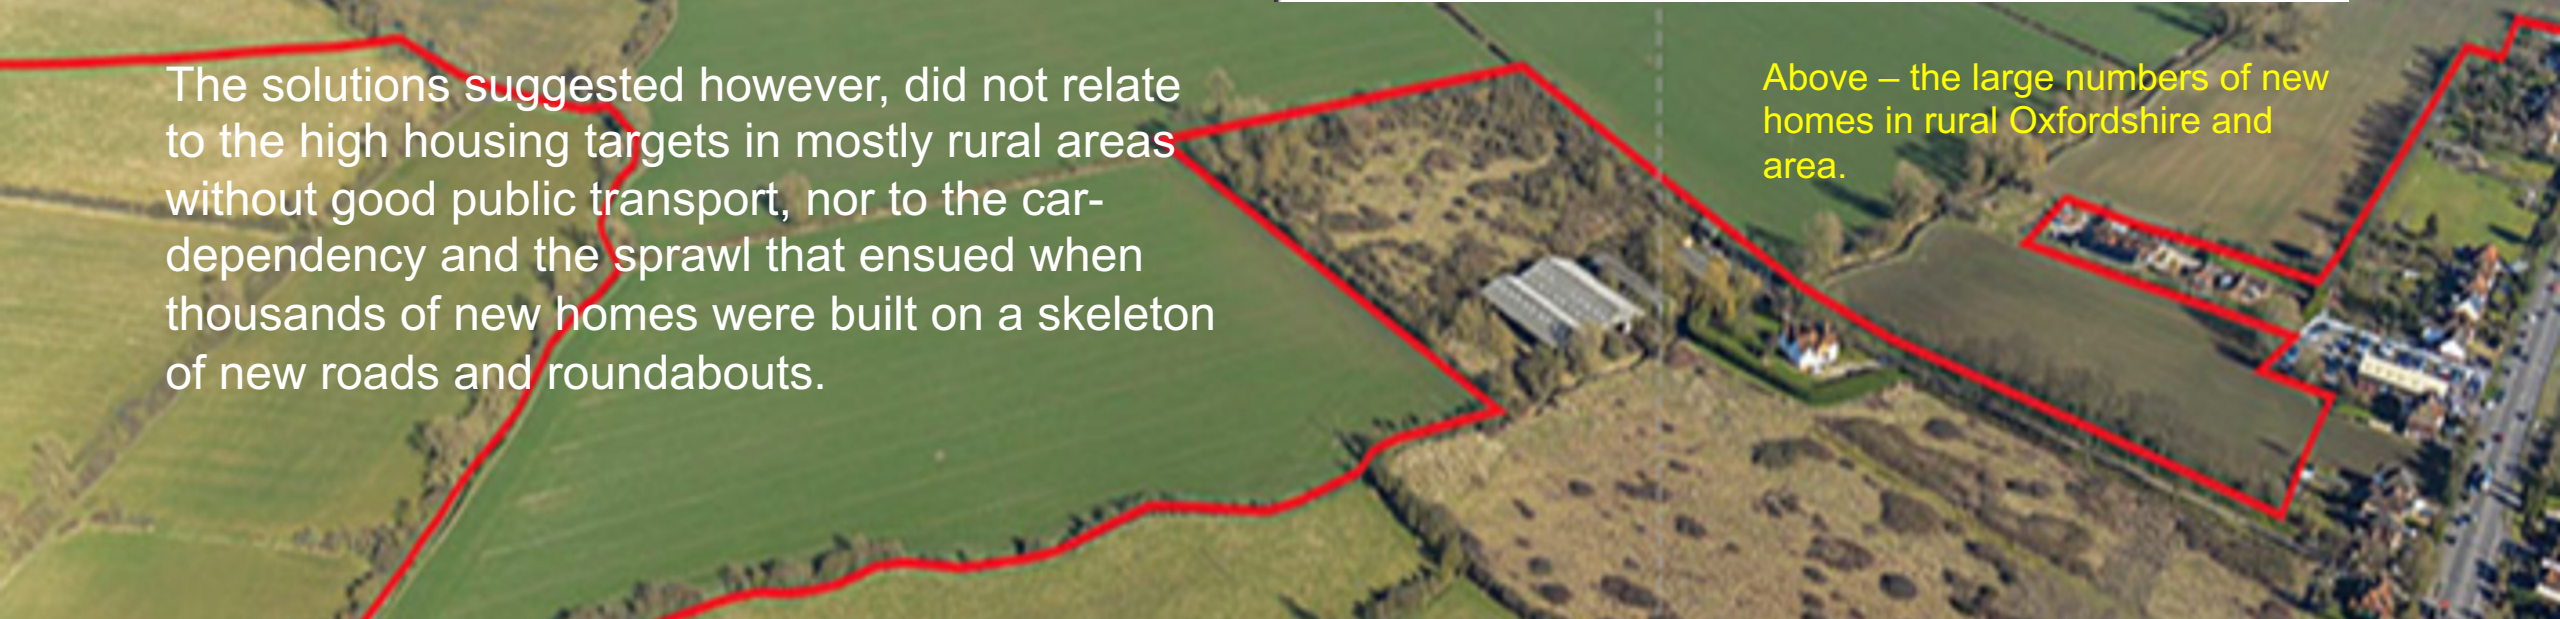 The solutions suggested however, did not relate
to the high housing targets in mostly rural areas
without good public transport, nor to the car-
dependency and the sprawl that ensued when
thousands of new homes were built on a skeleton
of new roads and roundabouts.
Above – the large numbers of new
homes in rural Oxfordshire and
area.